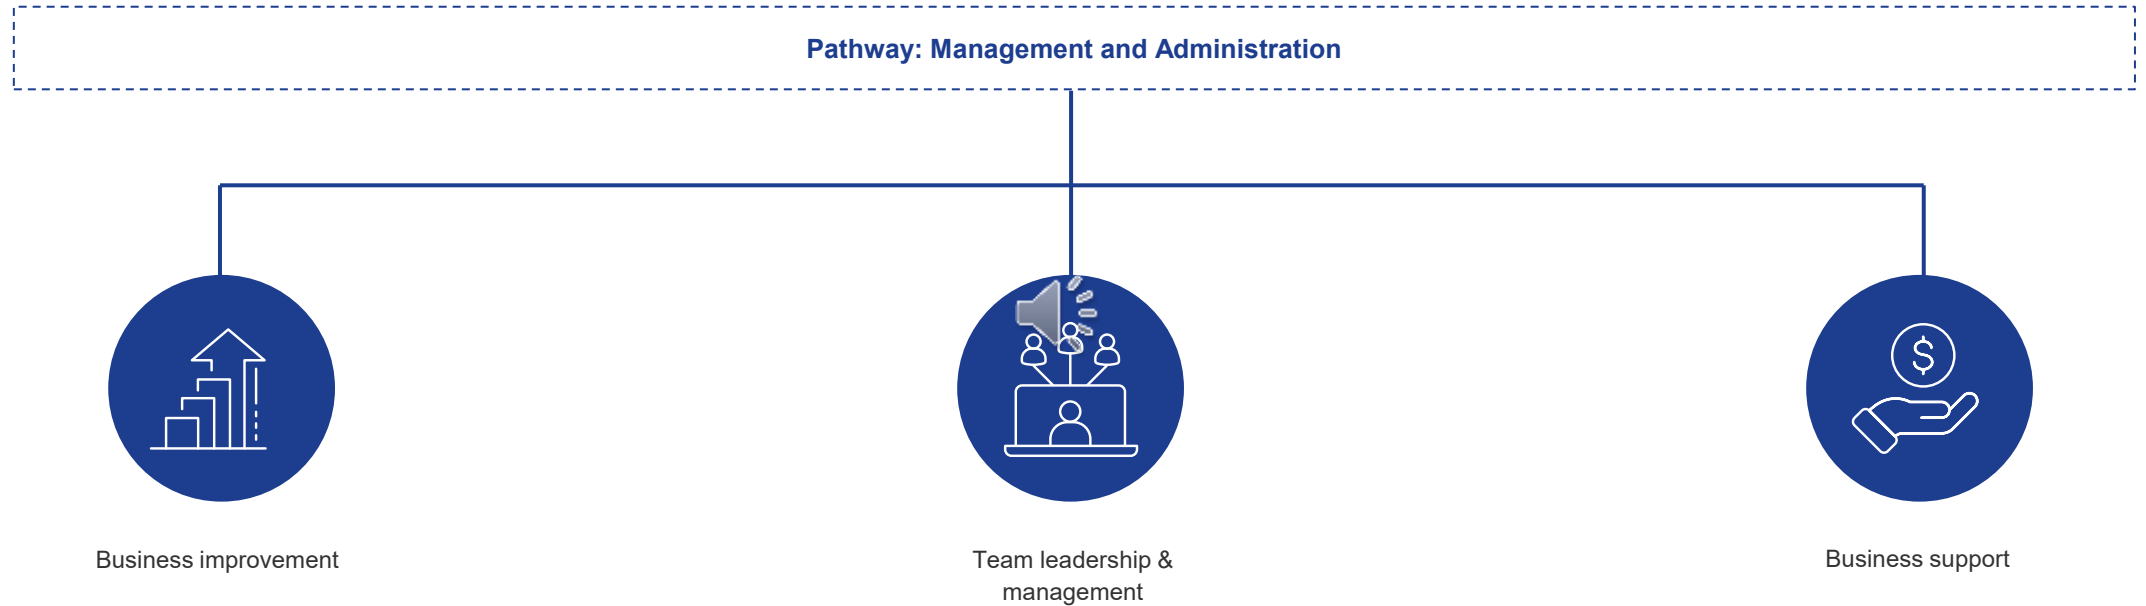 Pathway: Management and Administration
Business improvement
Team leadership &
management
Business support